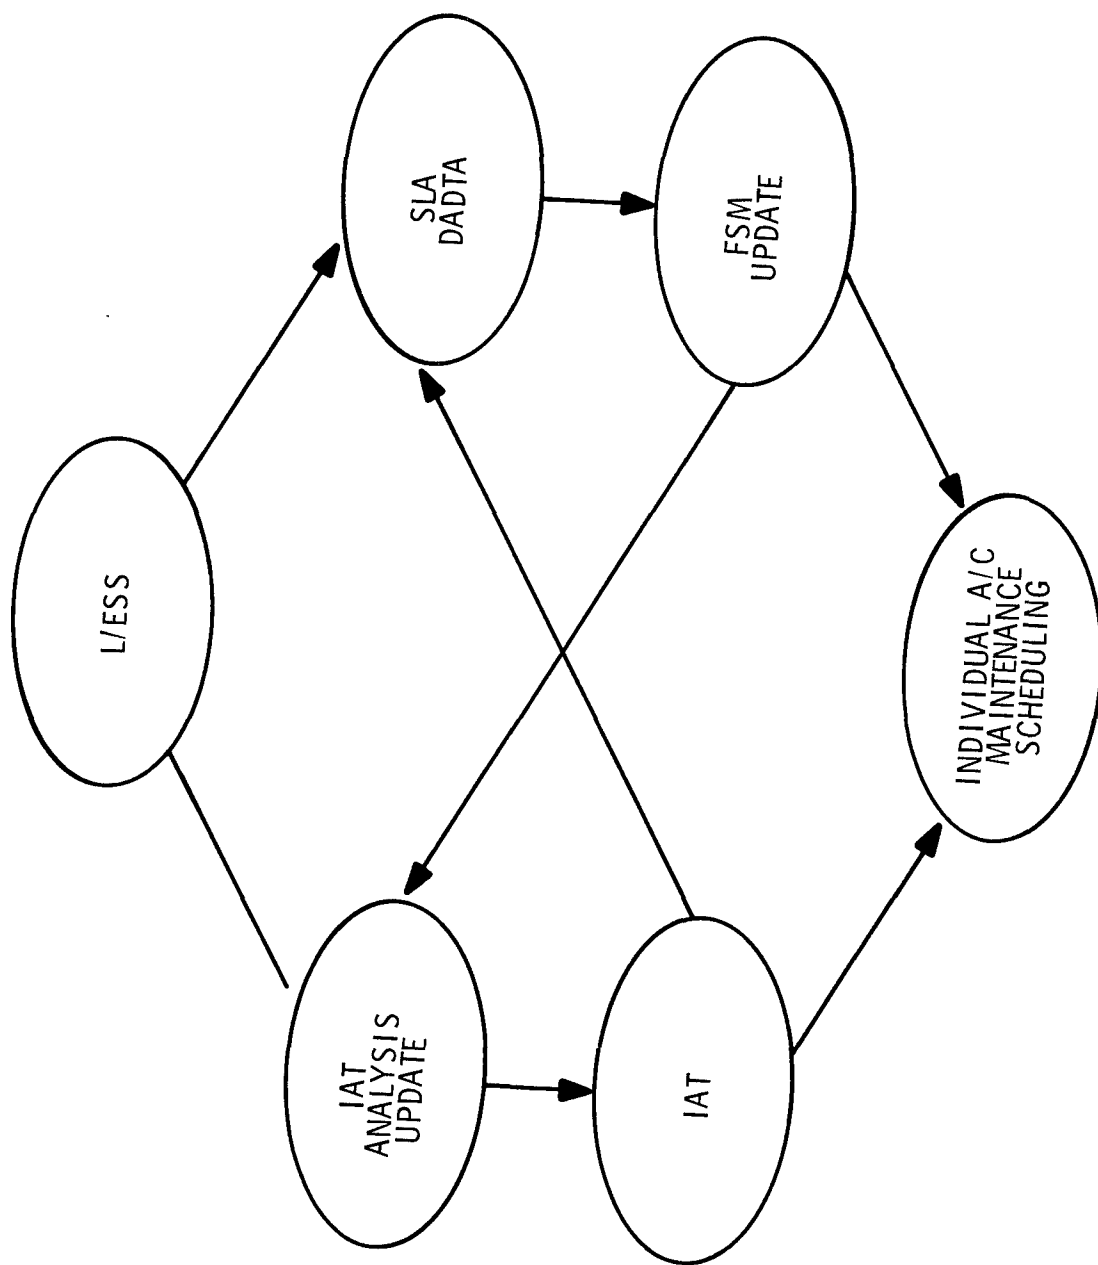 L/ESS
IAT
ANALYSIS
UPDATE
SLA
DADTA
IAT
FSM
UPDATE
INDIVIDUAL A/C
MAINTENANCE
SCHEDULING